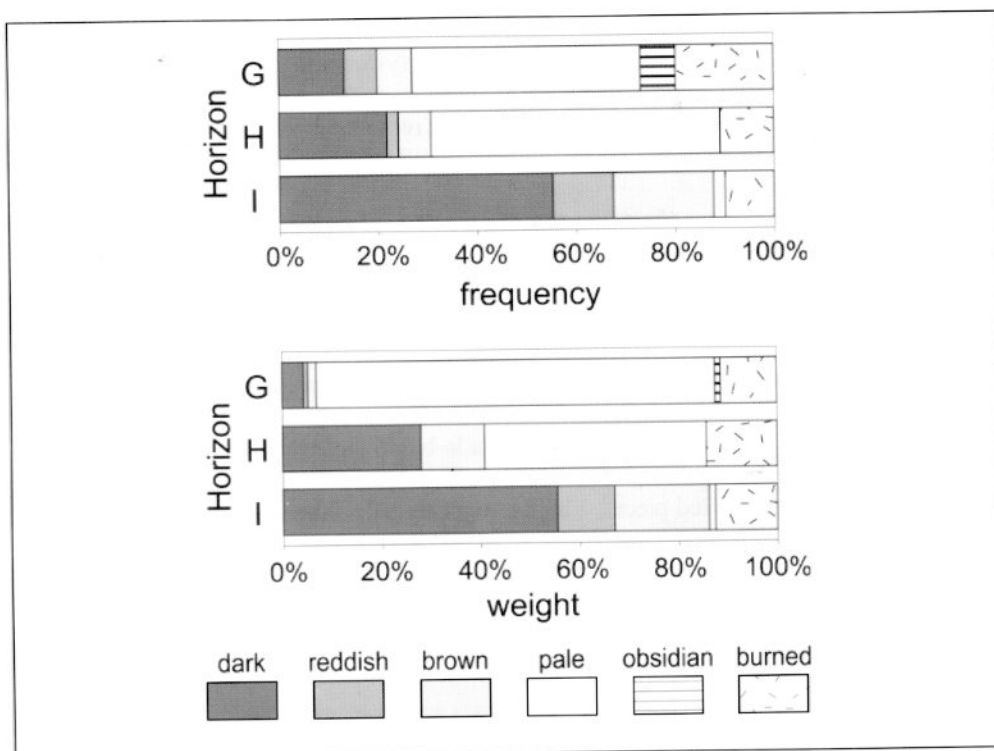 Horizon
G
H
I
0% 20% 40% 60% 80% 100%
frequency
Horizon
G
H
I
0% 20% 40% 60% 80% 100%
weight
dark reddish brown pale obsidian burned